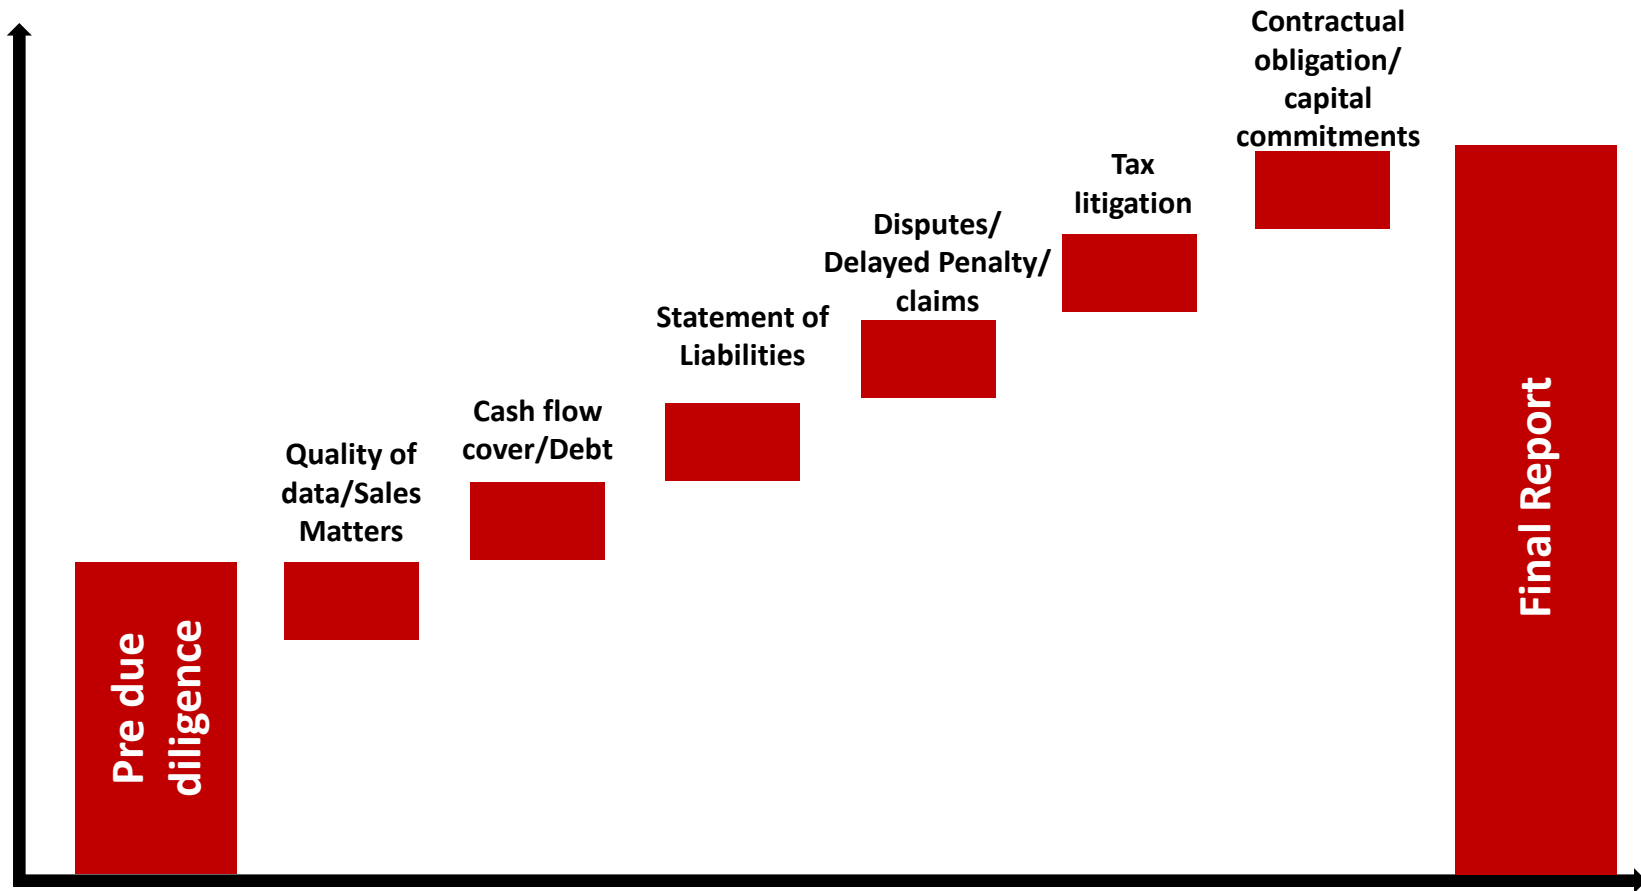 Pre due
diligence
Quality of
data/Sales
Matters
Cash flow
cover/Debt
Statement of
Liabilities
Disputes/
Delayed Penalty/
claims
Tax
litigation
Contractual
obligation/
capital
commitments
Final Report